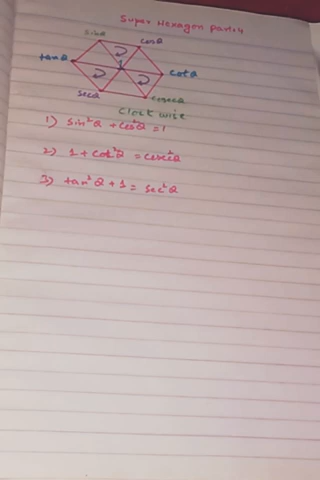 Super Hexagon part-4
sinθ
cosθ
tanθ
1
cotθ
secθ
cosecθ
Clock wise
1) sin²θ + cos²θ = 1
2) 1 + cot²θ = cosec²θ
3) tan²θ + 1 = sec²θ